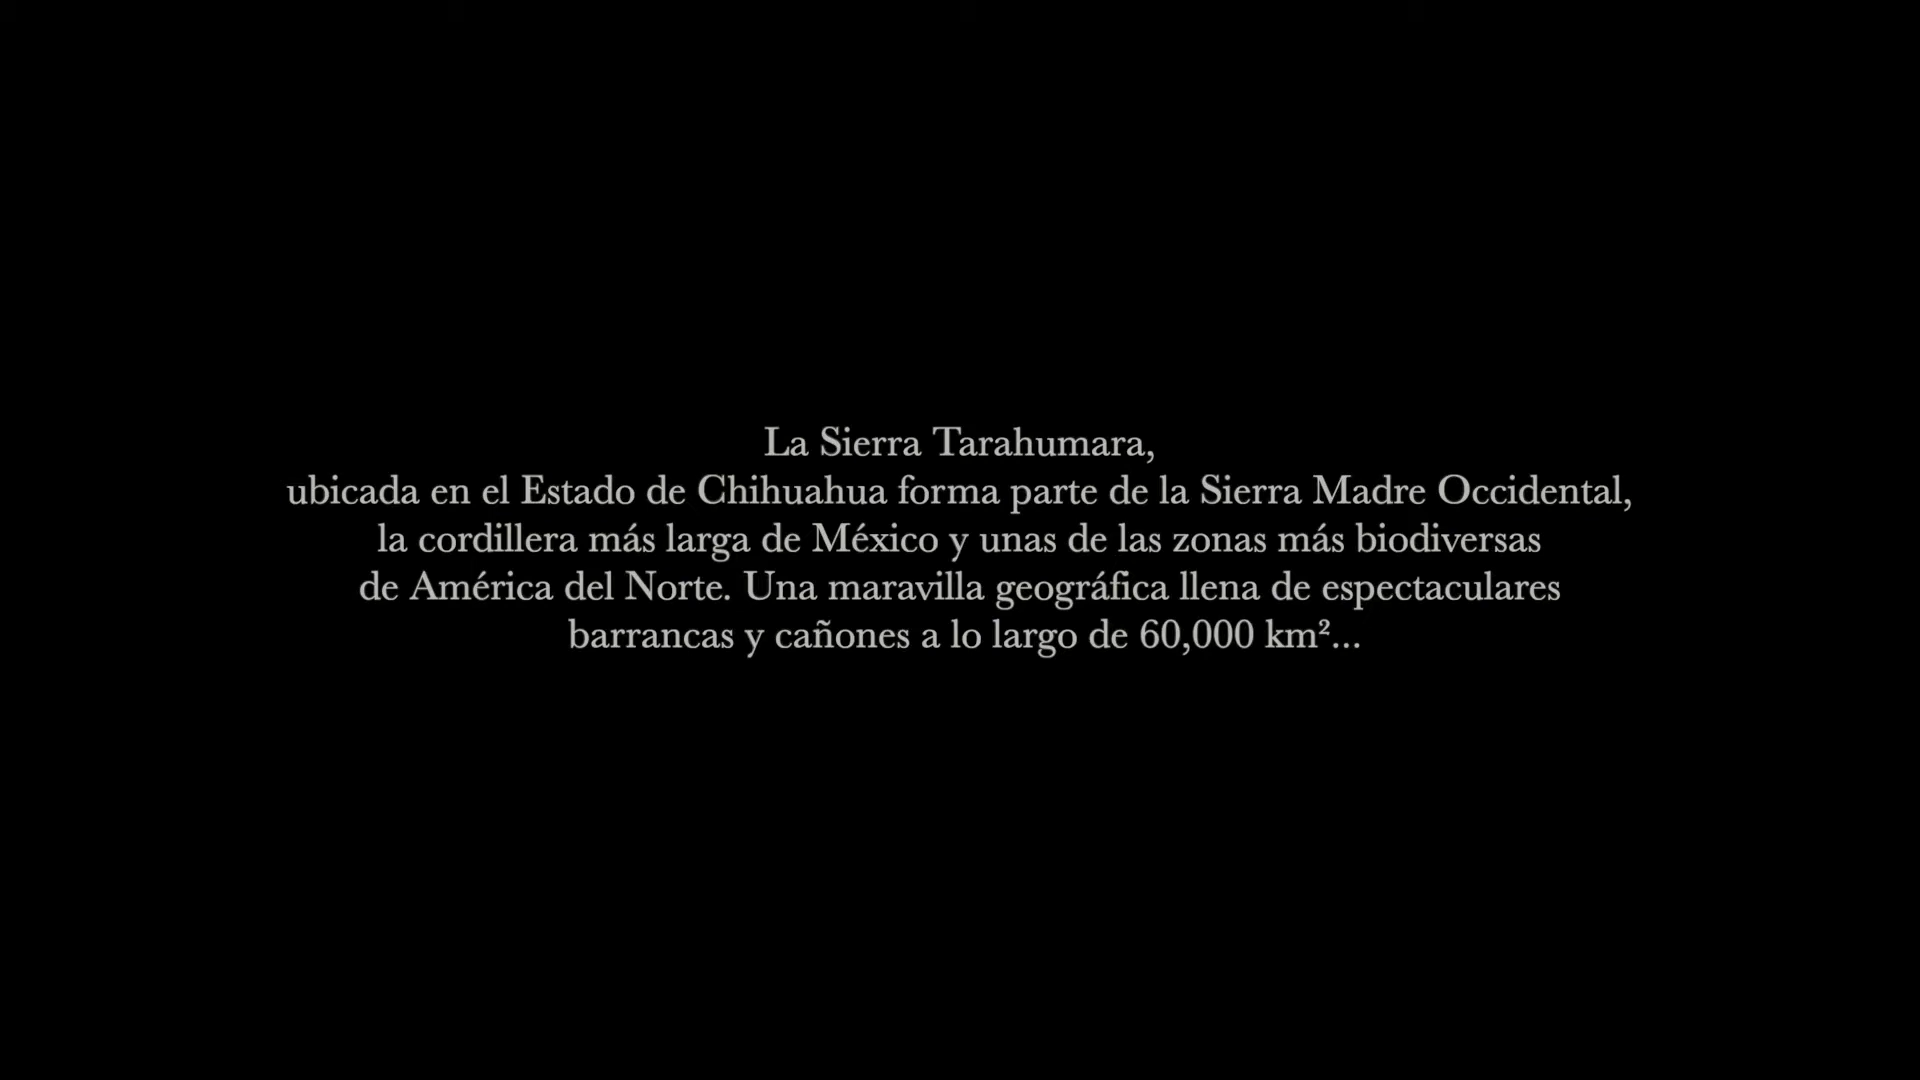 La Sierra Tarahumara,
ubicada en el Estado de Chihuahua forma parte de la Sierra Madre Occidental,
la cordillera más larga de México y unas de las zonas más biodiversas
de América del Norte. Una maravilla geográfica llena de espectaculares
barrancas y cañones a lo largo de 60,000 km²...